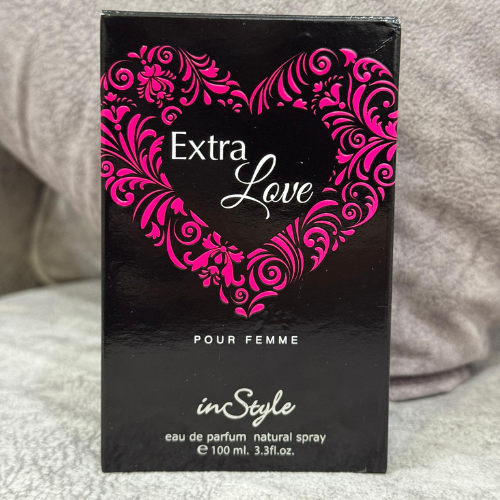 Extra
Love
POUR FEMME
inStyle
eau de parfum natural spray
℮ 100 ml. 3.3fl.oz.